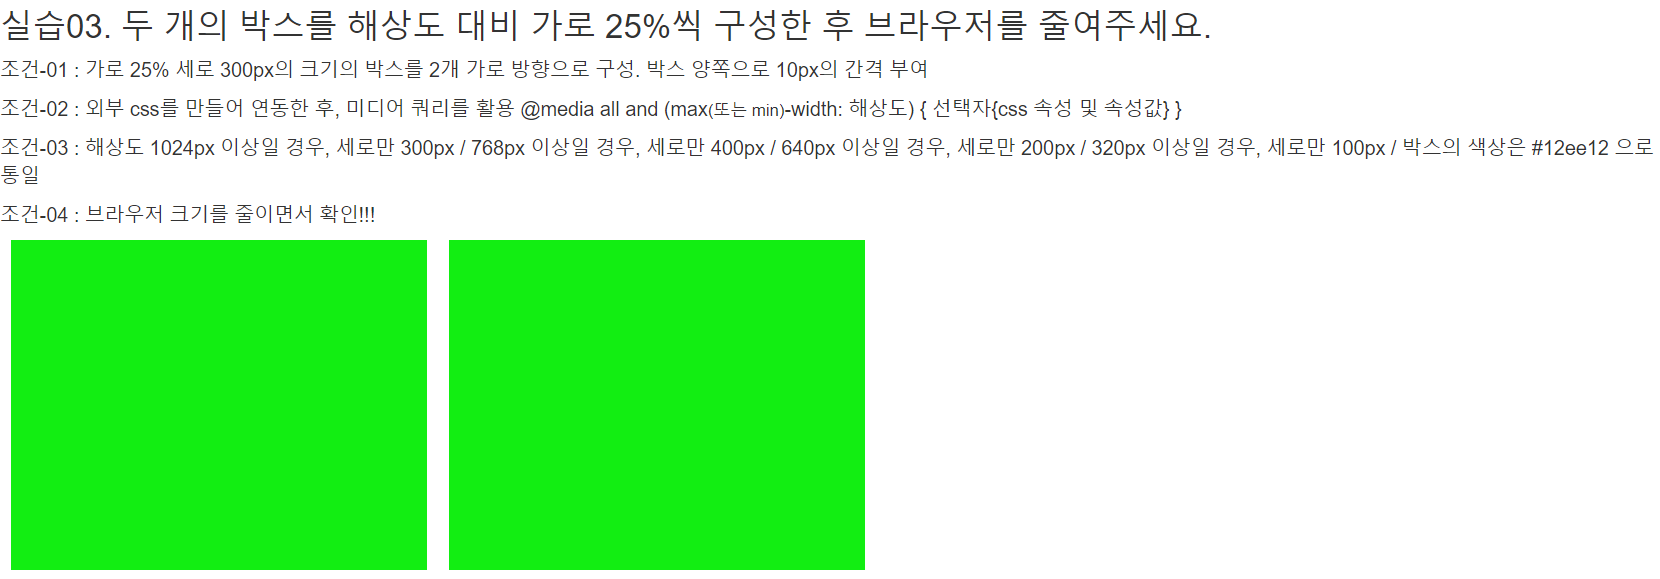 실습03. 두 개의 박스를 해상도 대비 가로 25%씩 구성한 후 브라우저를 줄여주세요.
조건-01 : 가로 25% 세로 300px의 크기의 박스를 2개 가로 방향으로 구성. 박스 양쪽으로 10px의 간격 부여
조건-02 : 외부 css를 만들어 연동한 후, 미디어 쿼리를 활용 @media all and (max(또는 min)-width: 해상도) { 선택자{css 속성 및 속성값} }
조건-03 : 해상도 1024px 이상일 경우, 세로만 300px / 768px 이상일 경우, 세로만 400px / 640px 이상일 경우, 세로만 200px / 320px 이상일 경우, 세로만 100px / 박스의 색상은 #12ee12 으로
통일
조건-04 : 브라우저 크기를 줄이면서 확인!!!